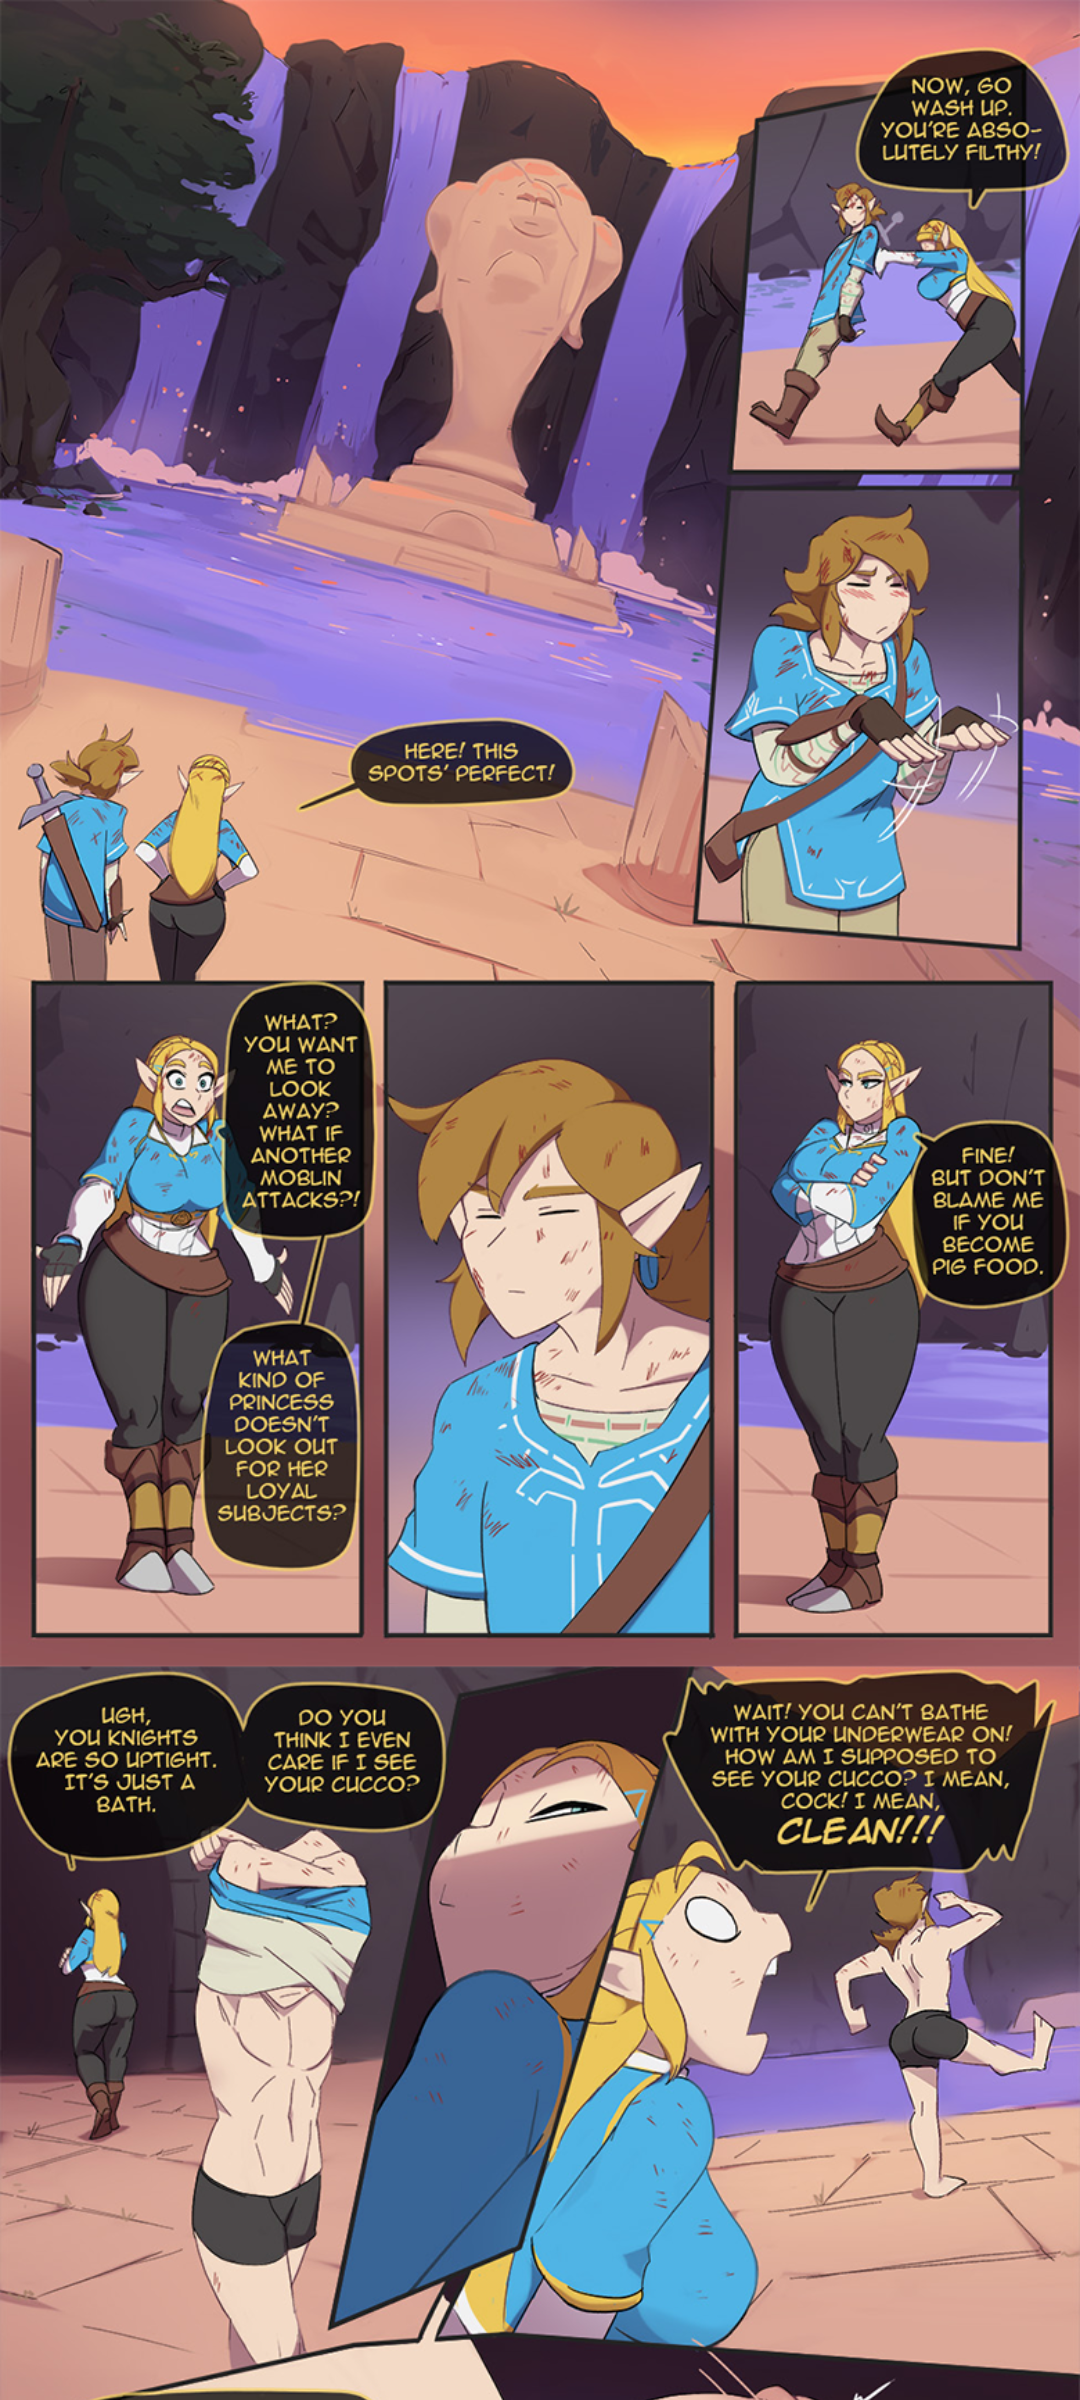 HERE! THIS
SPOTS' PERFECT!
NOW, GO
WASH UP.
YOU'RE ABSO-
LUTELY FILTHY!
WHAT?
YOU WANT
ME TO
LOOK
AWAY?
WHAT IF
ANOTHER
MOBLIN
ATTACKS?!
WHAT
KIND OF
PRINCESS
DOESN'T
LOOK OUT
FOR HER
LOYAL
SUBJECTS?
FINE!
BUT DON'T
BLAME ME
IF YOU
BECOME
PIG FOOD.
UGH,
YOU KNIGHTS
ARE SO UPTIGHT.
IT'S JUST A
BATH.
DO YOU
THINK I EVEN
CARE IF I SEE
YOUR CUCCO?
WAIT! YOU CAN'T BATHE
WITH YOUR UNDERWEAR ON!
HOW AM I SUPPOSED TO
SEE YOUR CUCCO? I MEAN,
COCK! I MEAN,
CLEAN!!!